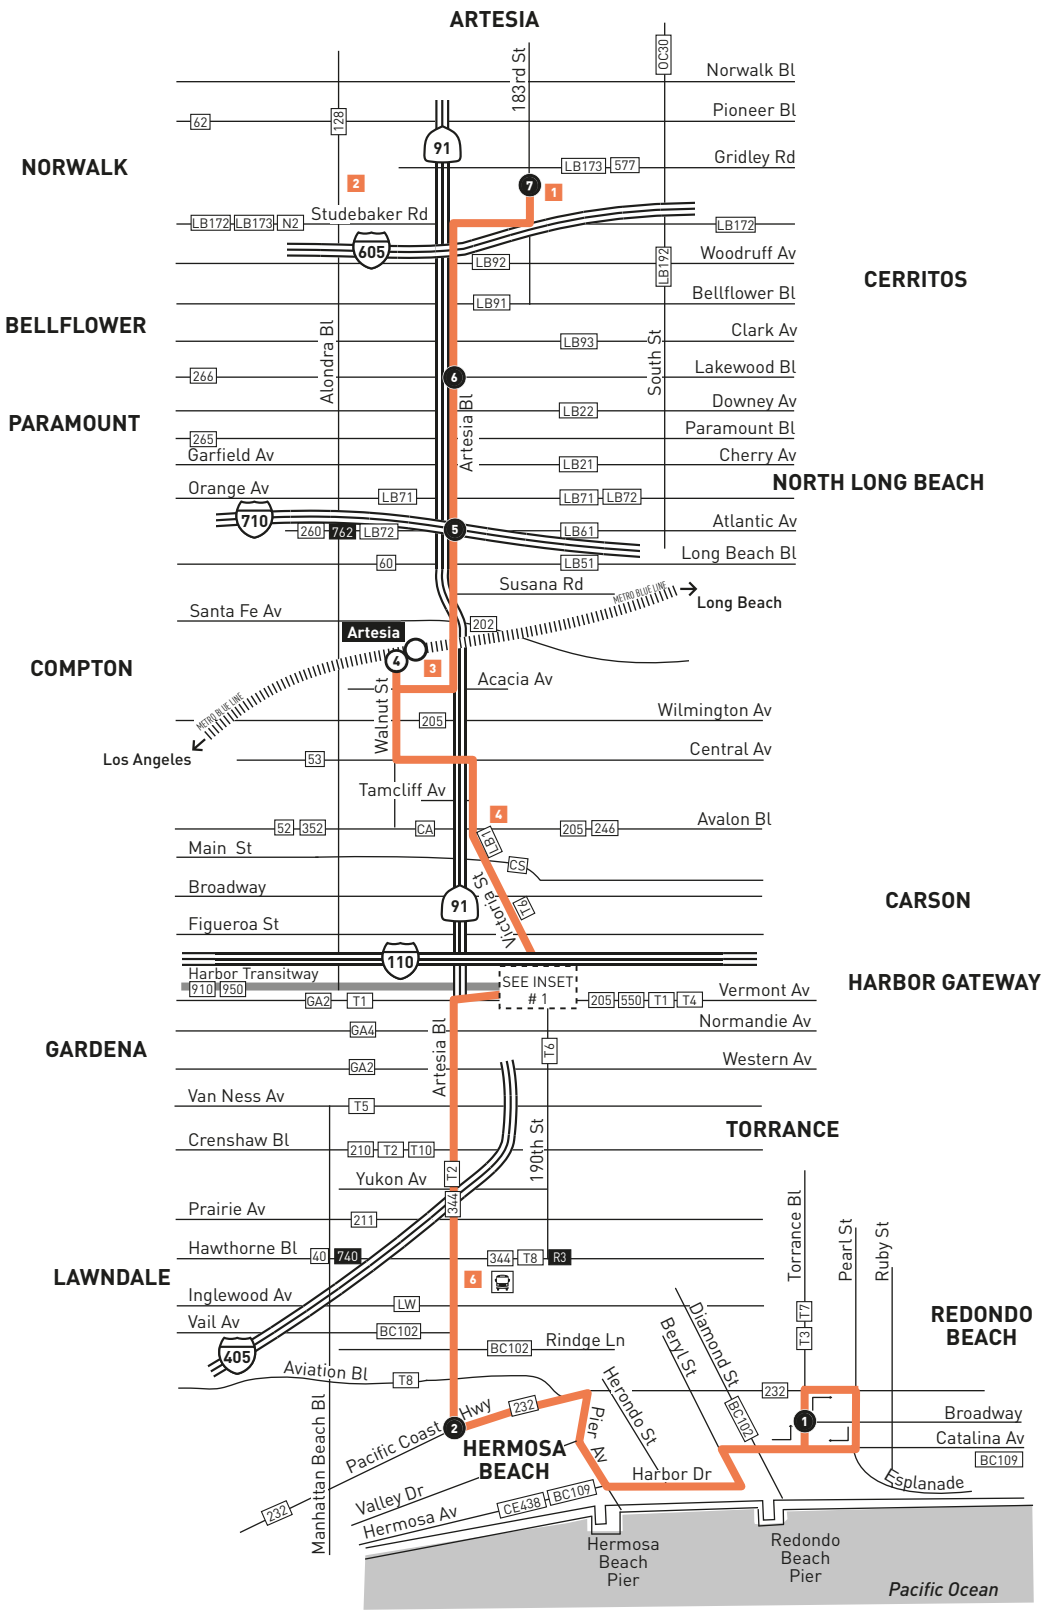 ARTESIA
183rd St
OC30
Norwalk Bl
Pioneer Bl
62
128
91
Gridley Rd
LB173 577
NORWALK
2
7
1
Studebaker Rd
LB172 LB173 N2
LB172
605
Woodruff Av
LB92
LB192
CERRITOS
Bellflower Bl
LB91
BELLFLOWER
Alondra Bl
Clark Av
LB93
South St
Lakewood Bl
266
6
Downey Av
LB22
PARAMOUNT
Artesia Bl
Paramount Bl
265
Garfield Av
Cherry Av
LB21
Orange Av
NORTH LONG BEACH
LB71
LB71 LB72
710
Atlantic Av
260 762 LB72
5
LB61
Long Beach Bl
60
LB51
Susana Rd
METRO BLUE LINE
Long Beach
Santa Fe Av
202
Artesia
4
3
COMPTON
Acacia Av
METRO BLUE LINE
Walnut St
205
Wilmington Av
Los Angeles
53
Central Av
Tamcliff Av
4
Avalon Bl
52 352
CA
205 246
LB1
Main St
CS
Broadway
Victoria St
T6
91
CARSON
Figueroa St
110
Harbor Transitway
910 950
SEE INSET
# 1
HARBOR GATEWAY
Vermont Av
GA2 T1
205 550 T1 T4
Normandie Av
GA4
GARDENA
Artesia Bl
T6
Western Av
GA2
Van Ness Av
T5
TORRANCE
Crenshaw Bl
210 T2 T10
190th St
Yukon Av
T2
344
Prairie Av
211
Torrance Bl
Pearl St
Ruby St
Hawthorne Bl
40 740
344 T8 R3
LAWNDALE
6
Inglewood Av
LW
Vail Av
BC102
T7
T3
REDONDO
BEACH
Diamond St
Beryl St
Rindge Ln
BC102
405
Aviation Bl
T8
232
Herondo St
BC102
Manhattan Beach Bl
Pacific Coast Hwy
232
2
Pier Av
1
Broadway
Catalina Av
BC109
HERMOSA
BEACH
Harbor Dr
Esplanade
Valley Dr
CE438 BC109
232
Hermosa Av
Hermosa
Beach
Pier
Redondo
Beach
Pier
Pacific Ocean